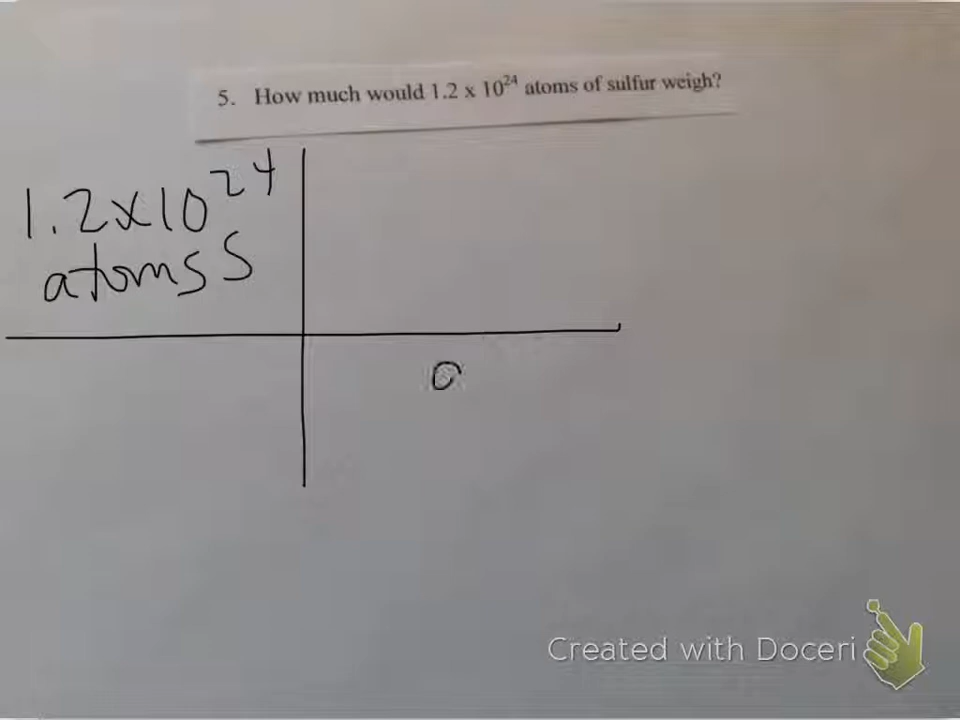 5. How much would 1.2 x 10²⁴ atoms of sulfur weigh?
1.2x10²⁴
atoms S
Created with Doceri